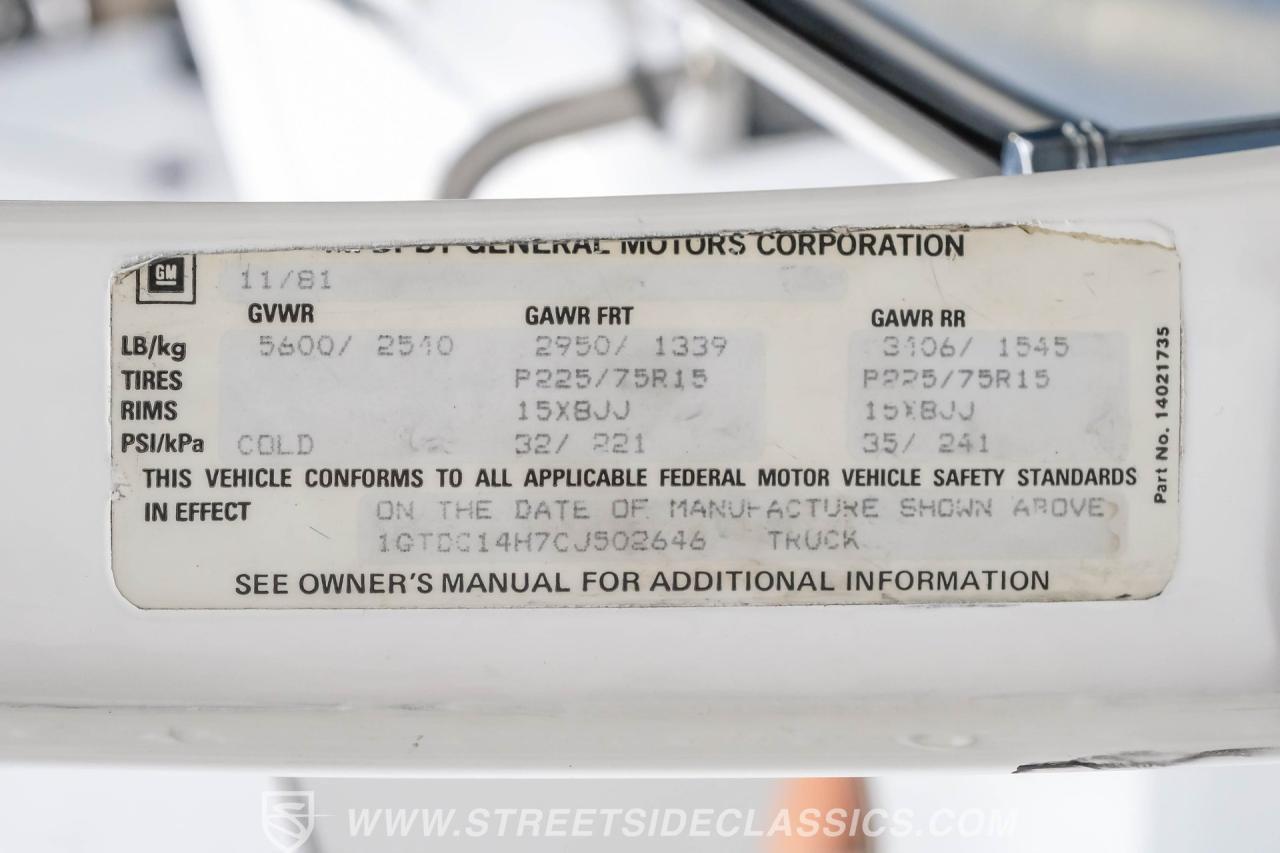 GENERAL MOTORS CORPORATION
GM 11/81
GVWR GAWR FRT GAWR RR
LB/kg 5600/ 2540 2950/ 1339 3406/ 1545
TIRES P225/75R15 P225/75R15
RIMS 15X8JJ 15X8JJ
PSI/kPa COLD 32/ 221 35/ 241
THIS VEHICLE CONFORMS TO ALL APPLICABLE FEDERAL MOTOR VEHICLE SAFETY STANDARDS
IN EFFECT ON THE DATE OF MANUFACTURE SHOWN ABOVE
1GTDC14H7CJ502646 TRUCK
SEE OWNER'S MANUAL FOR ADDITIONAL INFORMATION
Part No. 14021735
WWW.STREETSIDECLASSICS.COM